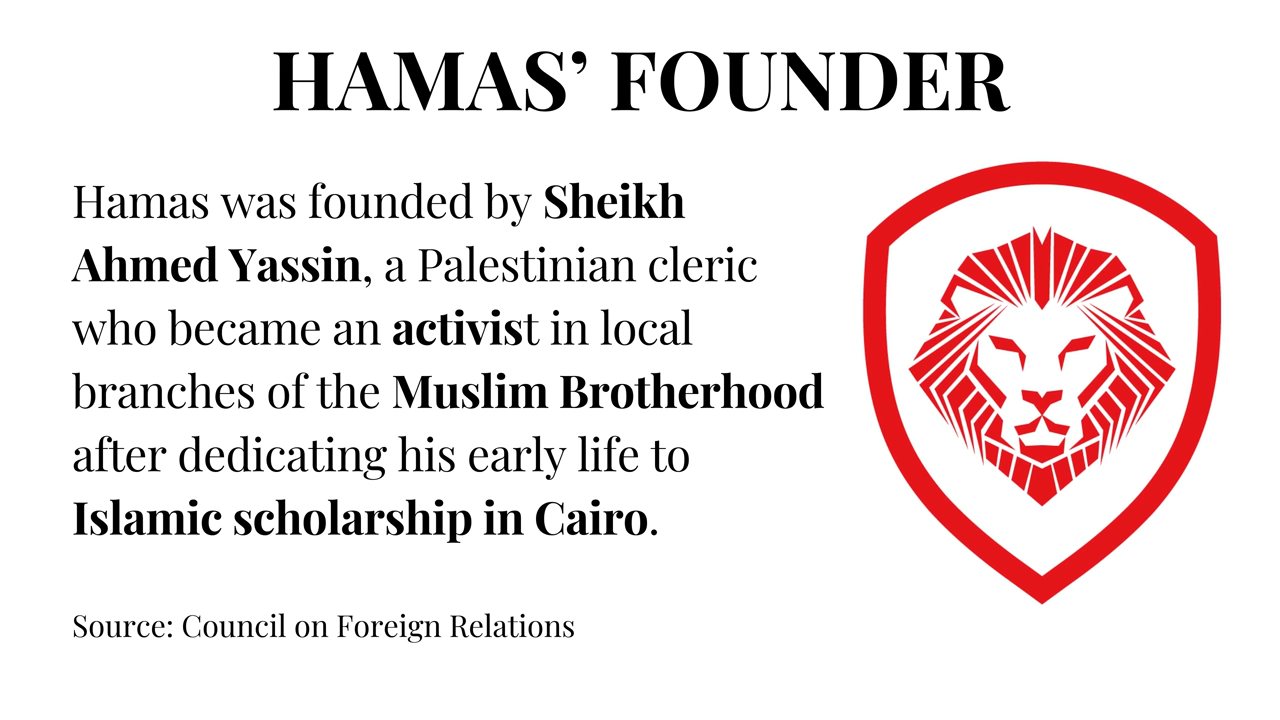 HAMAS’ FOUNDER
Hamas was founded by Sheikh
Ahmed Yassin, a Palestinian cleric
who became an activist in local
branches of the Muslim Brotherhood
after dedicating his early life to
Islamic scholarship in Cairo.
Source: Council on Foreign Relations